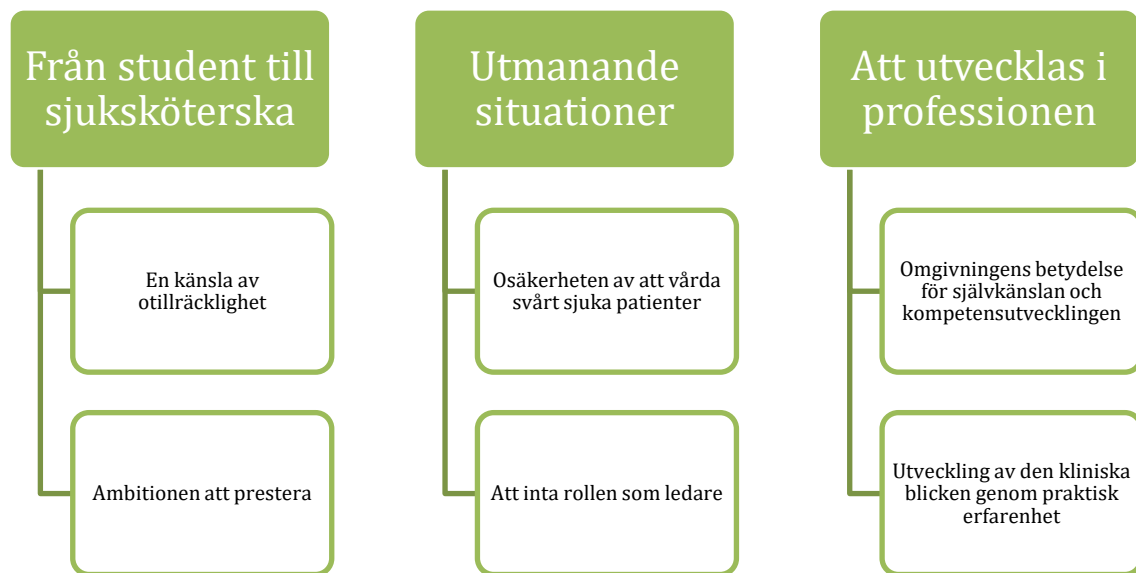 Från student till
sjuksköterska
En känsla av
otillräcklighet
Ambitionen att prestera
Utmanande
situationer
Osäkerheten av att vårda
svårt sjuka patienter
Att inta rollen som ledare
Att utvecklas i
professionen
Omgivningens betydelse
för självkänslan och
kompetensutvecklingen
Utveckling av den kliniska
blicken genom praktisk
erfarenhet